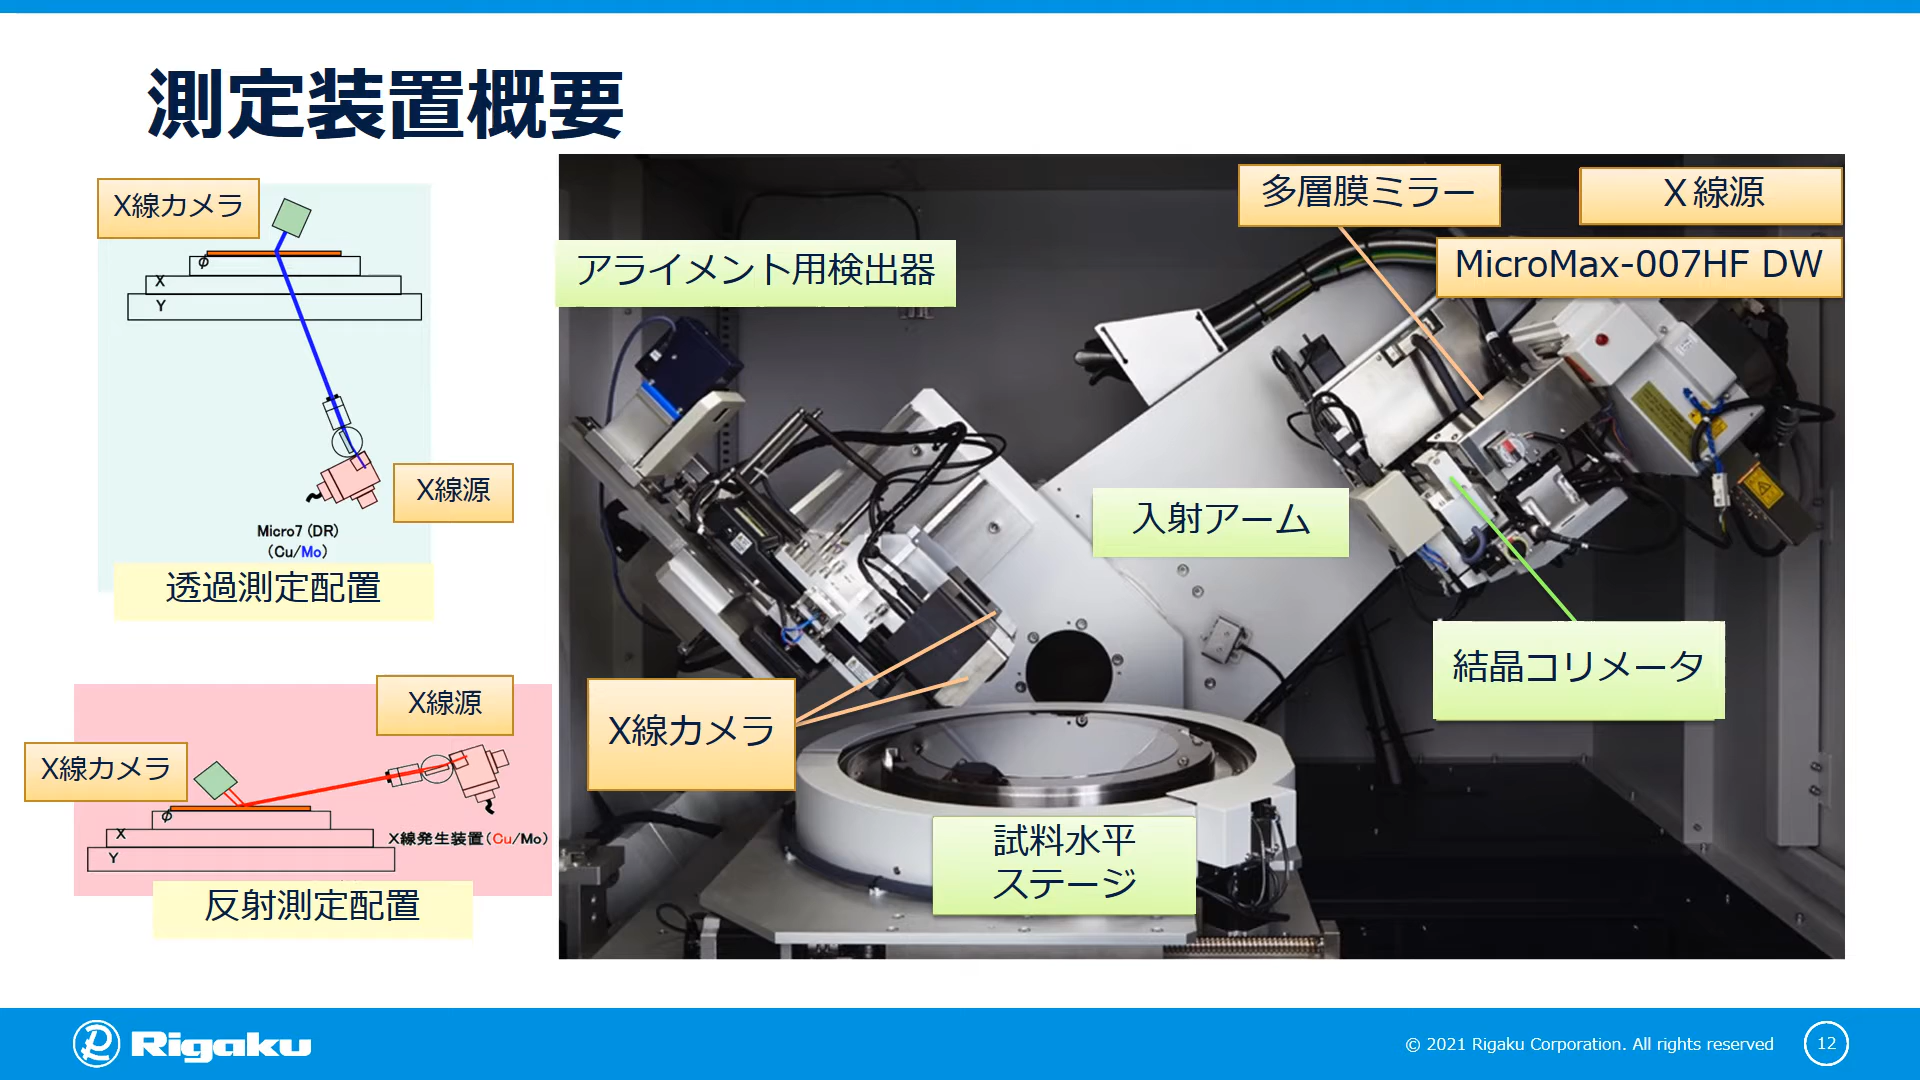 測定装置概要
X線カメラ
Φ
X
Y
X線源
Micro7 (DR)
(Cu/Mo)
透過測定配置
X線源
X線カメラ
Φ
X
Y
X線発生装置(Cu/Mo)
反射測定配置
アライメント用検出器
多層膜ミラー
X線源
MicroMax-007HF DW
入射アーム
結晶コリメータ
X線カメラ
試料水平
ステージ
Rigaku
© 2021 Rigaku Corporation. All rights reserved
12